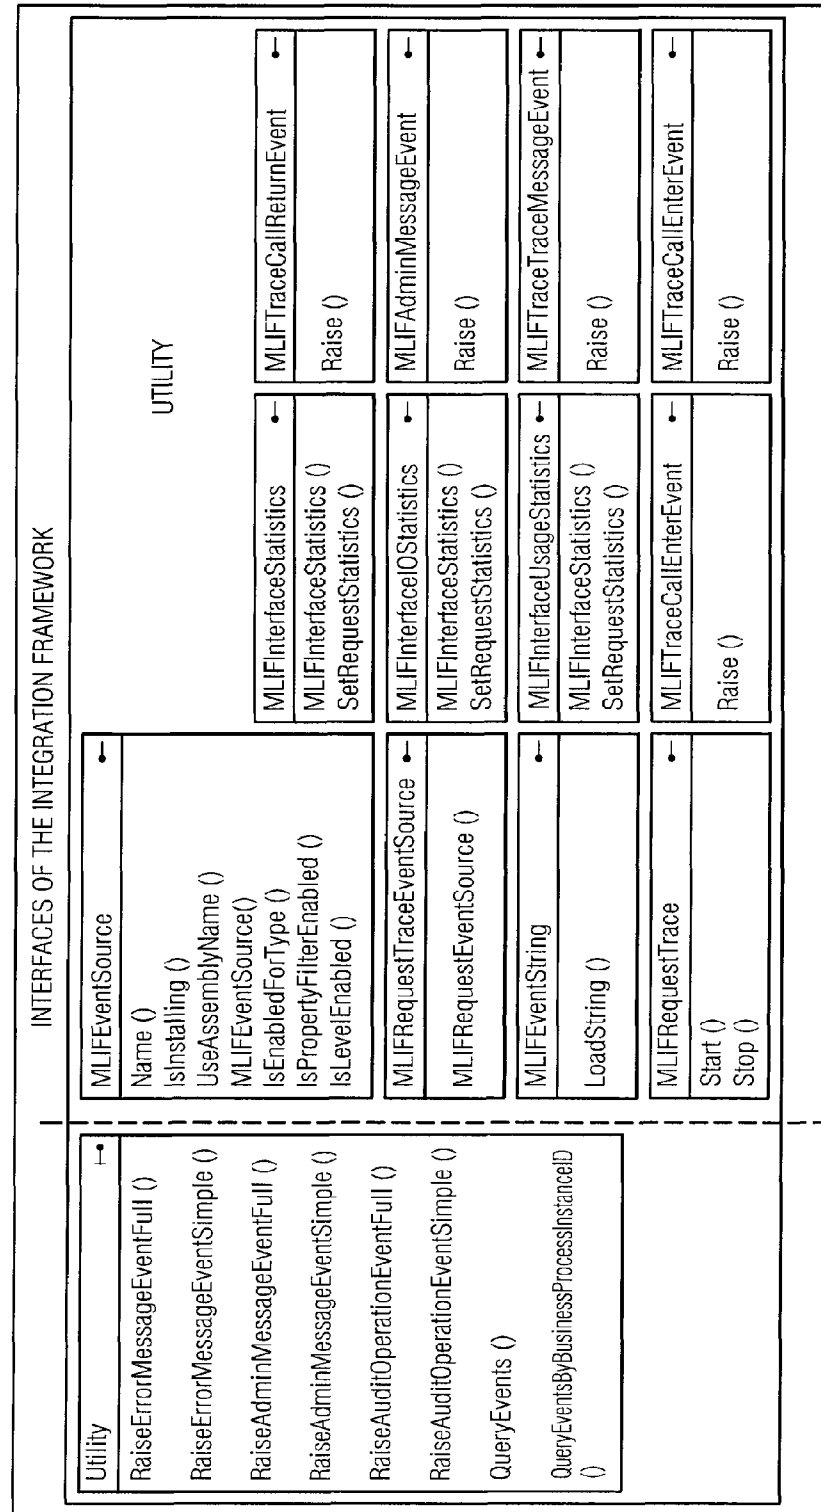 INTERFACES OF THE INTEGRATION FRAMEWORK
UTILITY
Utility
RaiseErrorMessageEventFull ()
RaiseErrorMessageEventSimple ()
RaiseAdminMessageEventFull ()
RaiseAdminMessageEventSimple ()
RaiseAuditOperationEventFull ()
RaiseAuditOperationEventSimple ()
QueryEvents ()
QueryEventsByBusinessProcessInstanceID
()
MLIFEventSource
Name ()
IsInstalling ()
UseAssemblyName ()
MLIFEventSource()
IsEnabledForType ()
IsPropertyFilterEnabled ()
IsLevelEnabled ()
MLIFInterfaceStatistics
MLIFInterfaceStatistics ()
SetRequestStatistics ()
MLIFTraceCallReturnEvent
Raise ()
MLIFRequestTraceEventSource
MLIFRequestEventSource ()
MLIFInterfaceIOStatistics
MLIFInterfaceStatistics ()
SetRequestStatistics ()
MLIFAdminMessageEvent
Raise ()
MLIFEventString
LoadString ()
MLIFInterfaceUsageStatistics
MLIFInterfaceStatistics ()
SetRequestStatistics ()
MLIFTraceTraceMessageEvent
Raise ()
MLIFRequestTrace
Start ()
Stop ()
MLIFTraceCallEnterEvent
Raise ()
MLIFTraceCallEnterEvent
Raise ()